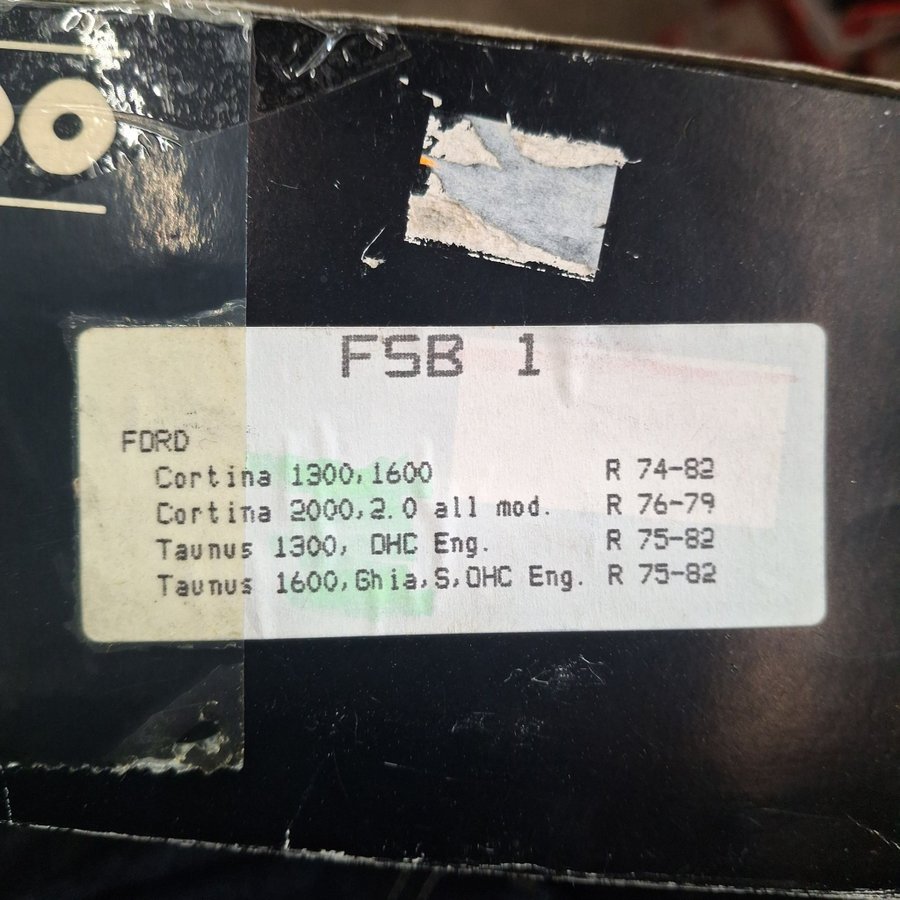 FSB 1
FORD
Cortina 1300,1600 R 74-82
Cortina 2000,2.0 all mod. R 76-79
Taunus 1300, OHC Eng. R 75-82
Taunus 1600,Ghia,S,OHC Eng. R 75-82